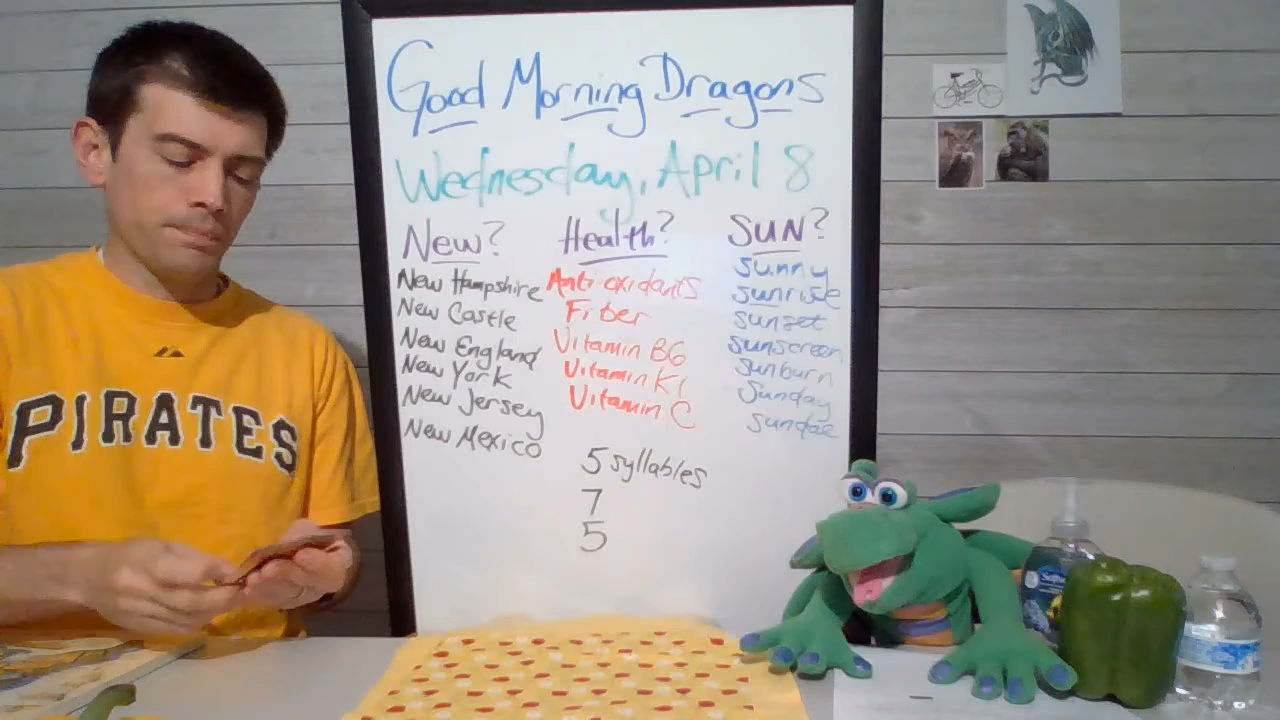 Good Morning Dragons
Wednesday, April 8
New?
New Hampshire
New Castle
New England
New York
New Jersey
New Mexico
Health?
Anti oxidants
Fiber
Vitamin B6
Vitamin K1
Vitamin C
SUN?
sunny
sunrise
sunset
sunscreen
sunburn
Sunday
sundae
5 syllables
7
5
PIRATES